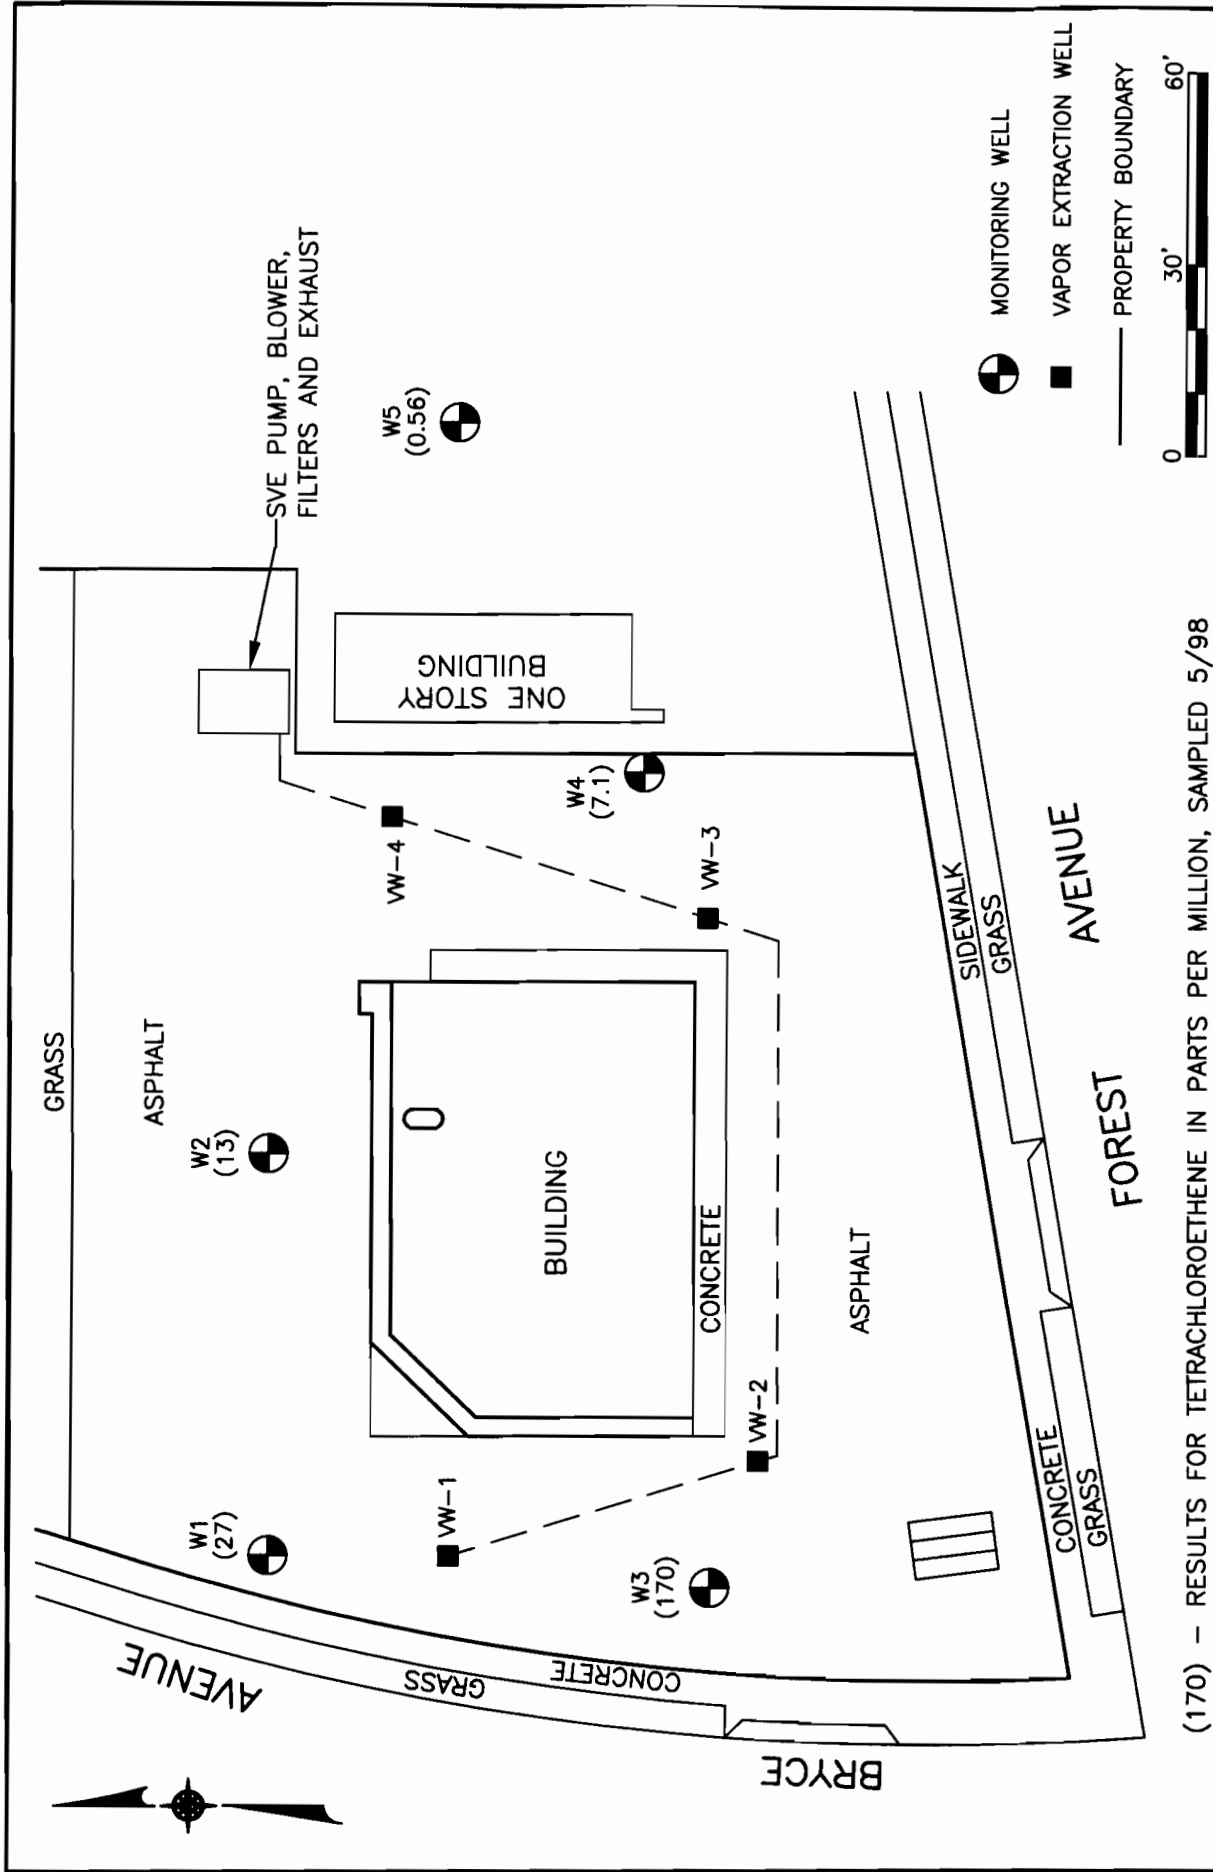 GRASS
ASPHALT
SVE PUMP, BLOWER,
FILTERS AND EXHAUST
W1
(27)
W2
(13)
W5
(0.56)
ONE STORY
BUILDING
VW-4
W4
(7.1)
VW-1
BUILDING
W3
(170)
VW-3
CONCRETE
VW-2
ASPHALT
AVENUE
GRASS
CONCRETE
BRYCE
SIDEWALK
GRASS
CONCRETE
GRASS
FOREST AVENUE
MONITORING WELL
VAPOR EXTRACTION WELL
PROPERTY BOUNDARY
0 30' 60'
(170) – RESULTS FOR TETRACHLOROETHENE IN PARTS PER MILLION, SAMPLED 5/98